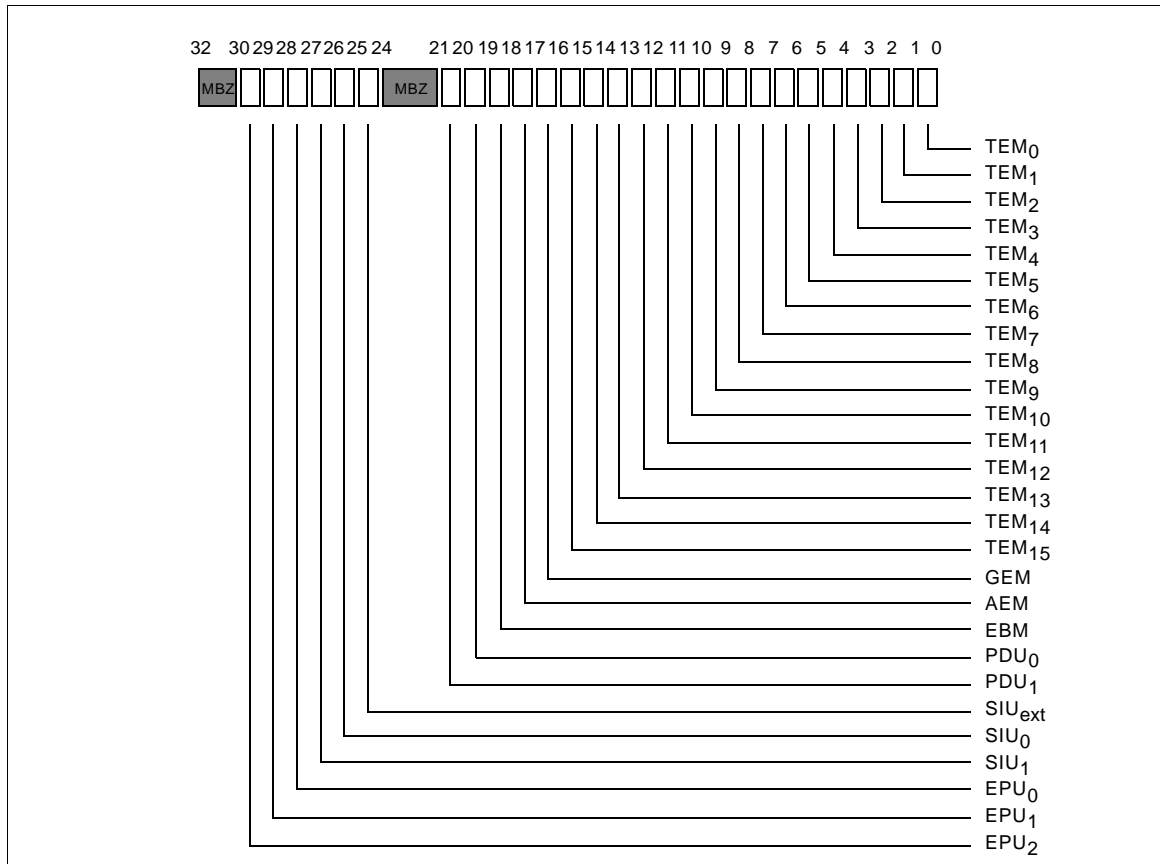 32 30 29 28 27 26 25 24 21 20 19 18 17 16 15 14 13 12 11 10 9 8 7 6 5 4 3 2 1 0
MBZ MBZ
TEM0
TEM1
TEM2
TEM3
TEM4
TEM5
TEM6
TEM7
TEM8
TEM9
TEM10
TEM11
TEM12
TEM13
TEM14
TEM15
GEM
AEM
EBM
PDU0
PDU1
SIUext
SIU0
SIU1
EPU0
EPU1
EPU2